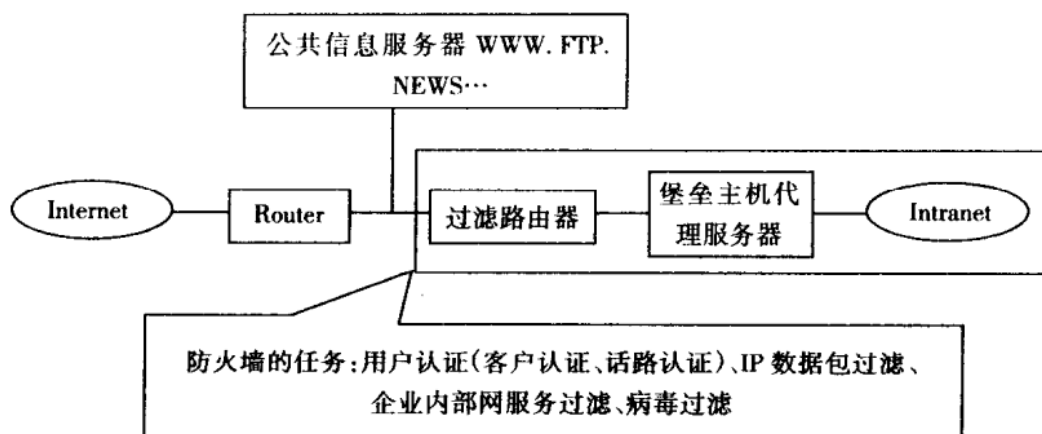 公共信息服务器 WWW. FTP.
NEWS…
Internet
Router
过滤路由器
堡垒主机代
理服务器
Intranet
防火墙的任务:用户认证(客户认证、话路认证)、IP 数据包过滤、
企业内部网服务过滤、病毒过滤